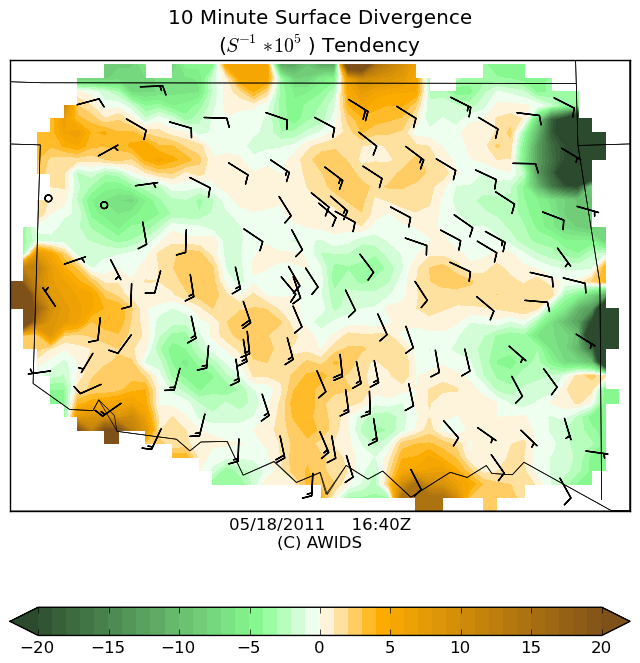 10 Minute Surface Divergence
(S⁻¹ *10⁵ ) Tendency
05/18/2011 16:40Z
(C) AWIDS
−20 −15 −10 −5 0 5 10 15 20